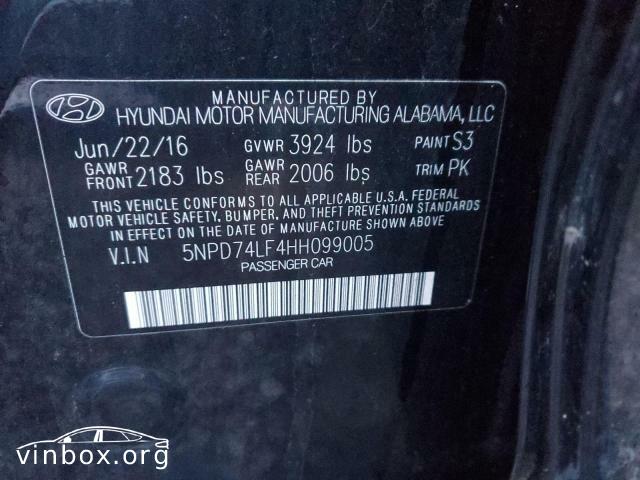 MANUFACTURED BY
HYUNDAI MOTOR MANUFACTURING ALABAMA, LLC
Jun/22/16 GVWR 3924 lbs PAINT S3
GAWR FRONT 2183 lbs GAWR REAR 2006 lbs TRIM PK
THIS VEHICLE CONFORMS TO ALL APPLICABLE U.S.A. FEDERAL
MOTOR VEHICLE SAFETY, BUMPER, AND THEFT PREVENTION STANDARDS
IN EFFECT ON THE DATE OF MANUFACTURE SHOWN ABOVE
V.I.N 5NPD74LF4HH099005
PASSENGER CAR
vinbox.org